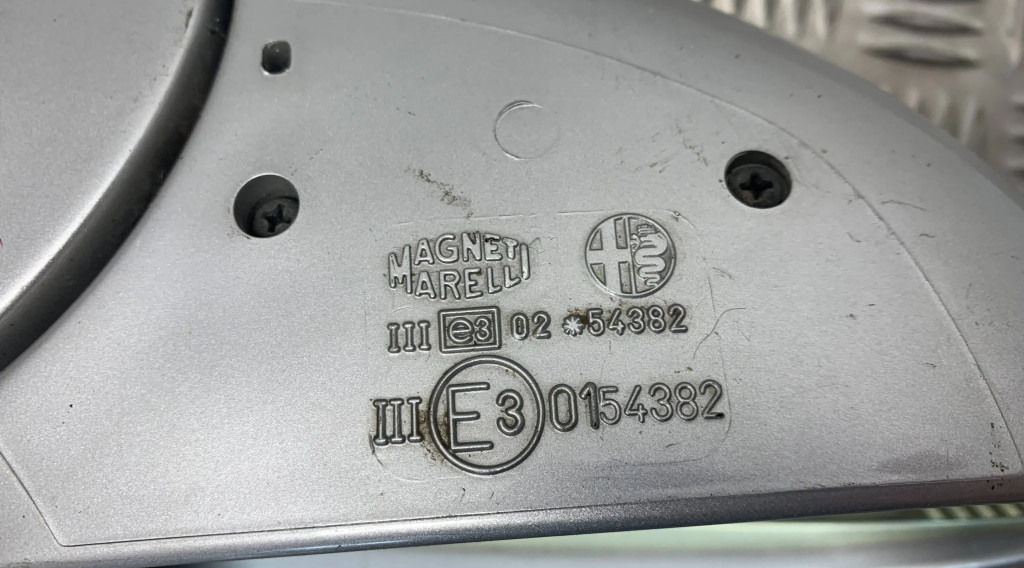 MAGNETI
MARELLI
III e3 02 *54382
III E3 0154382